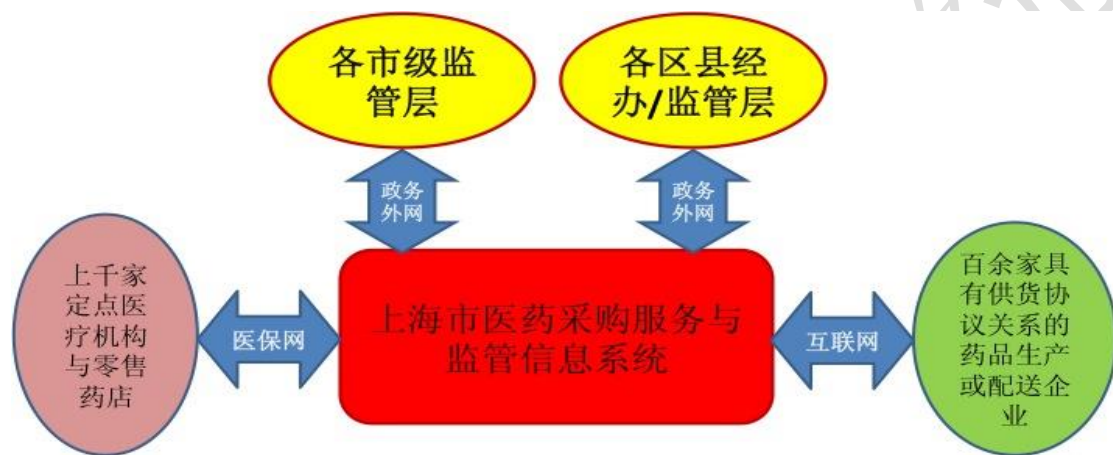 各市级监
管层
各区县经
办/监管层
政务
外网
政务
外网
上千家
定点医
疗机构
与零售
药店
医保网
上海市医药采购服务与
监管信息系统
互联网
百余家具
有供货协
议关系的
药品生产
或配送企
业